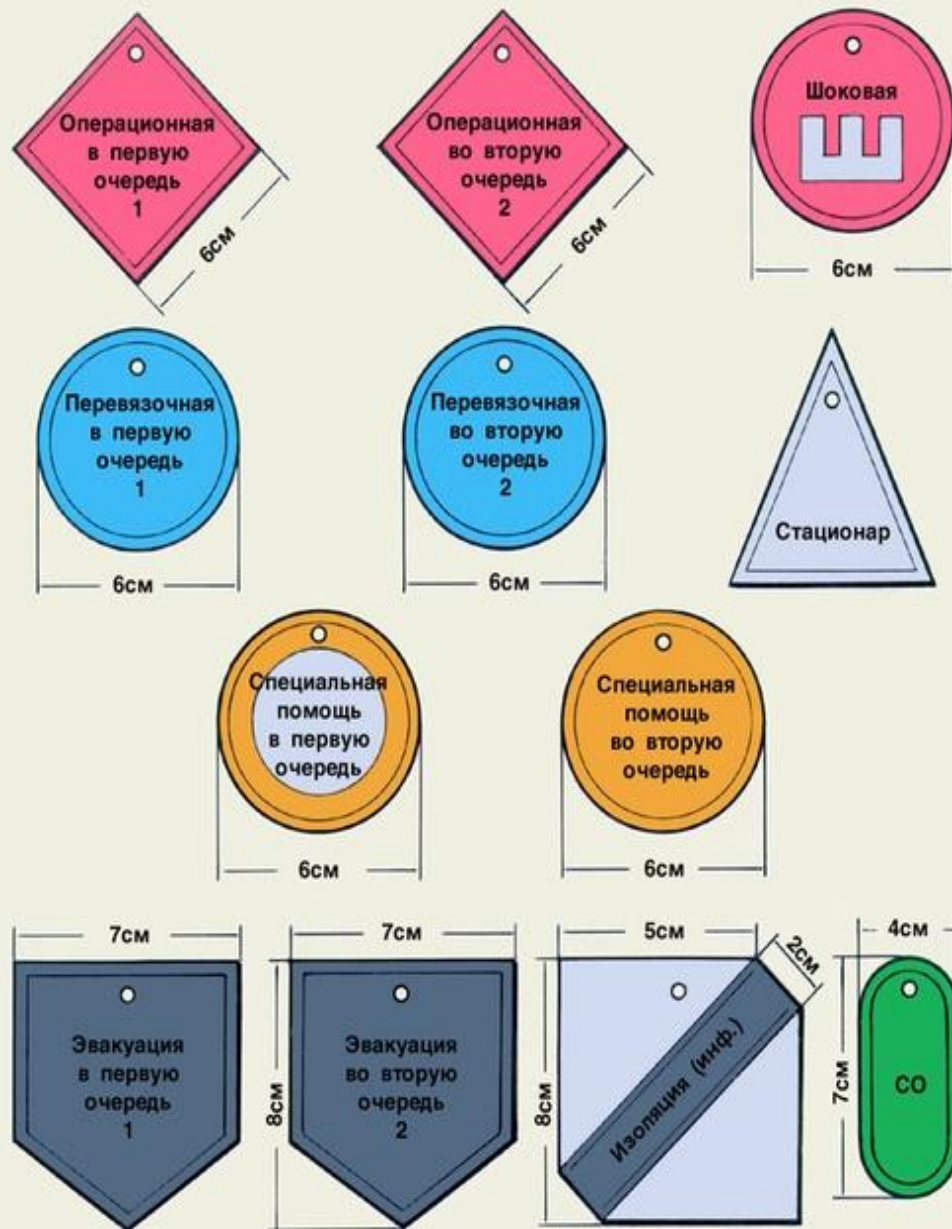 Операционная
в первую
очередь
1
6см
Операционная
во вторую
очередь
2
6см
Шоковая
Ш
6см
Перевязочная
в первую
очередь
1
6см
Перевязочная
во вторую
очередь
2
6см
Стационар
Специальная
помощь
в первую
очередь
6см
Специальная
помощь
во вторую
очередь
6см
7см
Эвакуация
в первую
очередь
1
7см
8см
Эвакуация
во вторую
очередь
2
5см
2см
8см
Изоляция (инф.)
4см
7см
СО